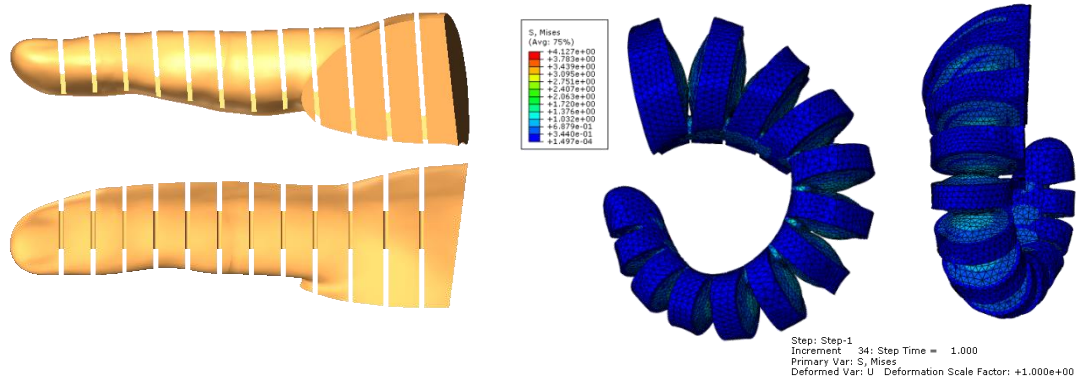 S, Mises
(Avg: 75%)
+4.127e+00
+3.783e+00
+3.439e+00
+3.095e+00
+2.751e+00
+2.407e+00
+2.063e+00
+1.720e+00
+1.376e+00
+1.032e+00
+6.879e-01
+3.440e-01
+1.497e-04
Step: Step-1
Increment 34: Step Time = 1.000
Primary Var: S, Mises
Deformed Var: U Deformation Scale Factor: +1.000e+00